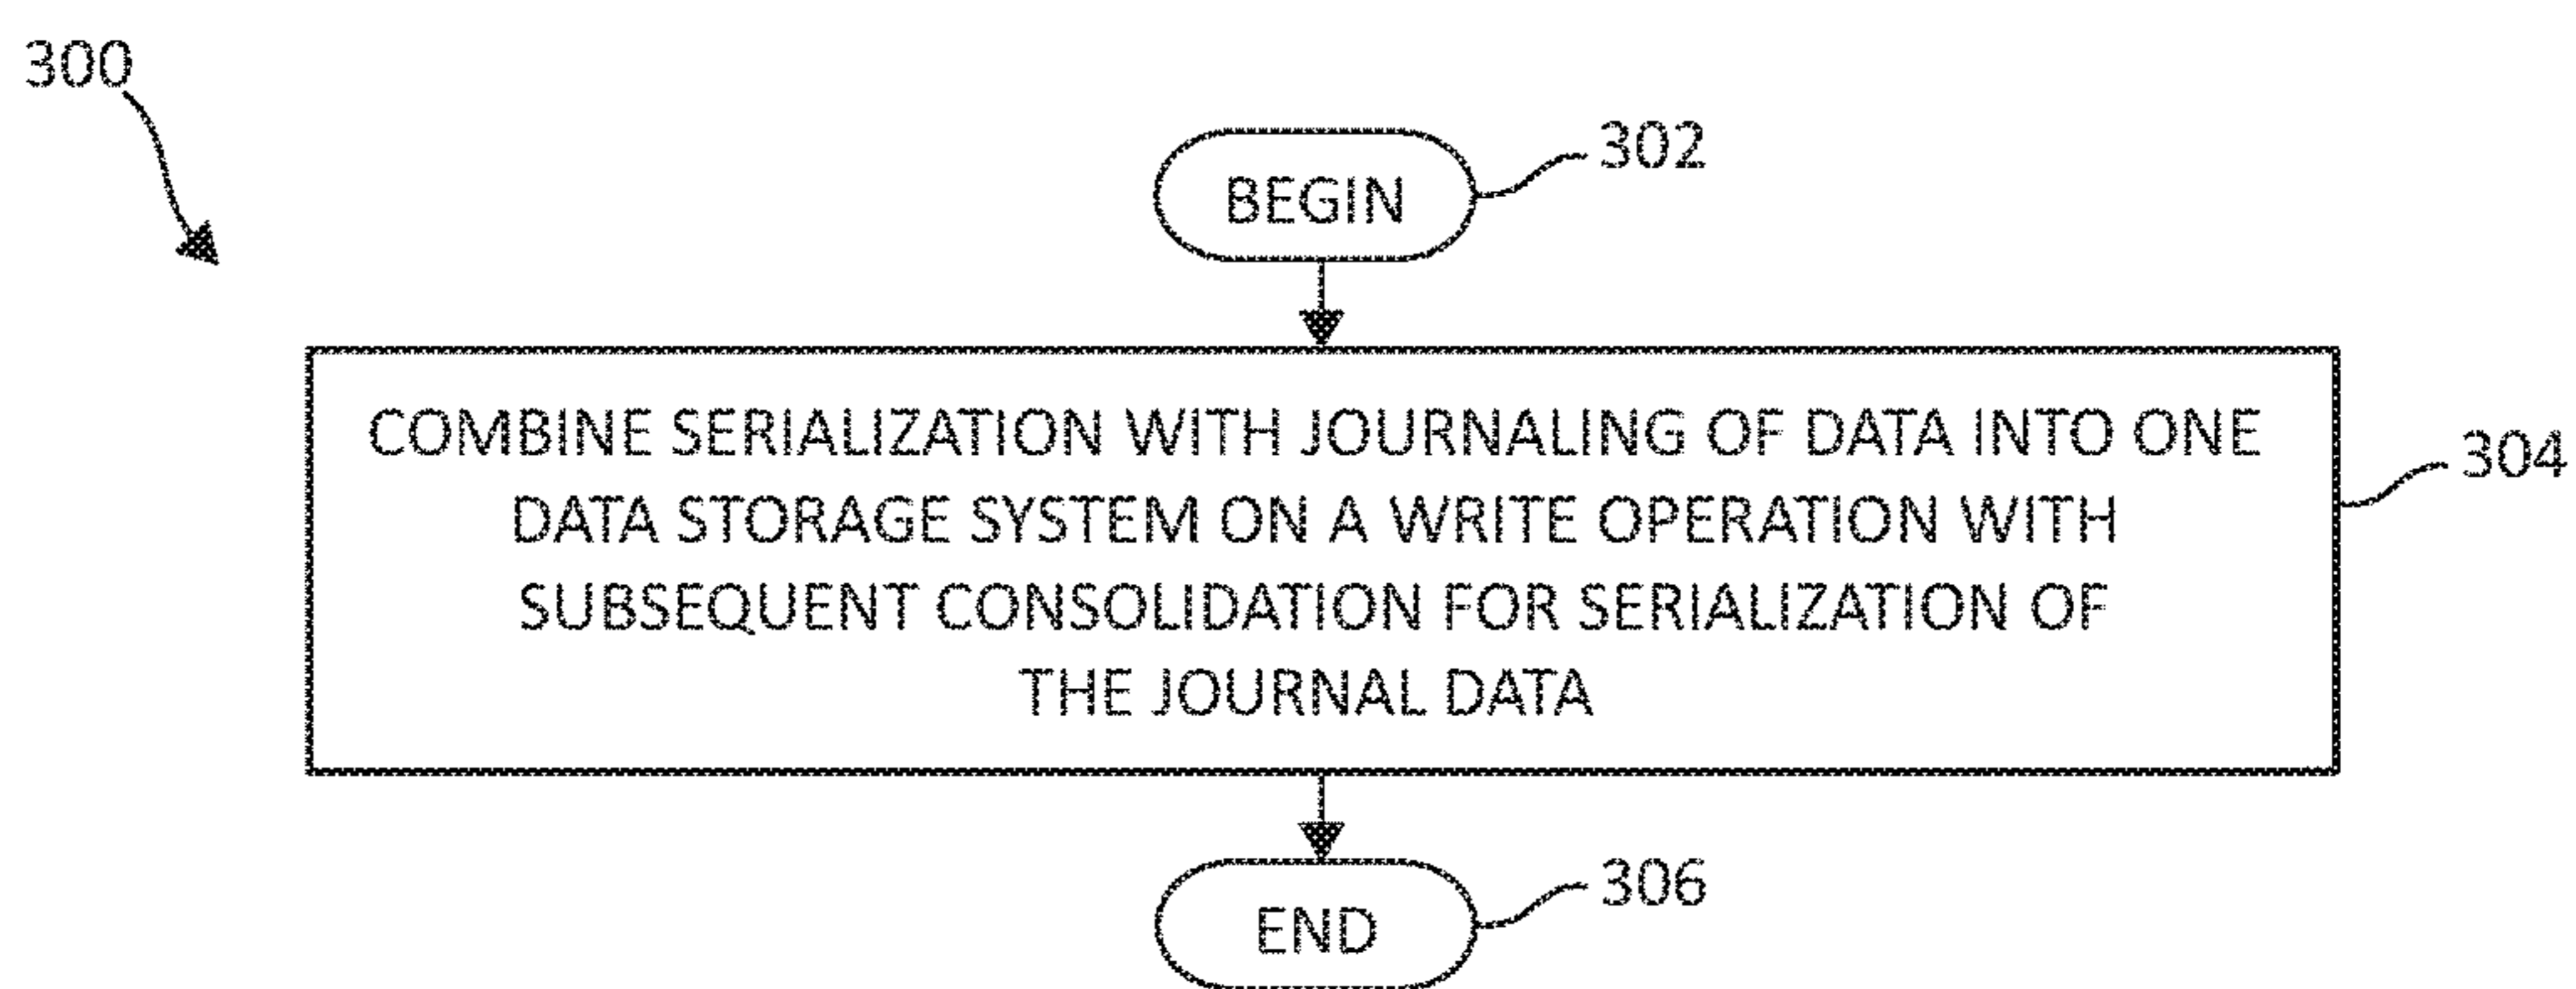 300
302
BEGIN
COMBINE SERIALIZATION WITH JOURNALING OF DATA INTO ONE
DATA STORAGE SYSTEM ON A WRITE OPERATION WITH
SUBSEQUENT CONSOLIDATION FOR SERIALIZATION OF
THE JOURNAL DATA
304
306
END